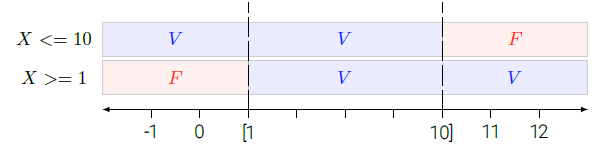 X <= 10 V V F
X >= 1 F V V
-1 0 [1 10] 11 12